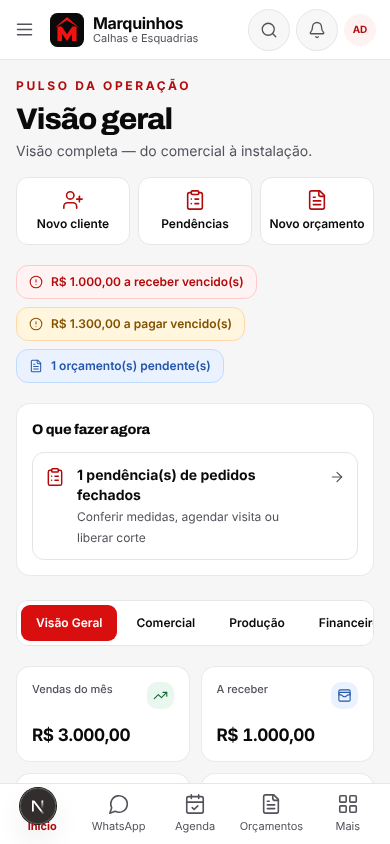 Marquinhos
Calhas e Esquadrias
AD
PULSO DA OPERAÇÃO
Visão geral
Visão completa — do comercial à instalação.
Novo cliente
Pendências
Novo orçamento
R$ 1.000,00 a receber vencido(s)
R$ 1.300,00 a pagar vencido(s)
1 orçamento(s) pendente(s)
O que fazer agora
1 pendência(s) de pedidos
fechados
Conferir medidas, agendar visita ou
liberar corte
Visão Geral
Comercial
Produção
Financeir
Vendas do mês
R$ 3.000,00
A receber
R$ 1.000,00
N
Início
WhatsApp
Agenda
Orçamentos
Mais